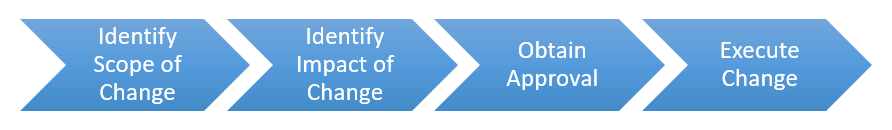 Identify
Scope of
Change
Identify
Impact of
Change
Obtain
Approval
Execute
Change